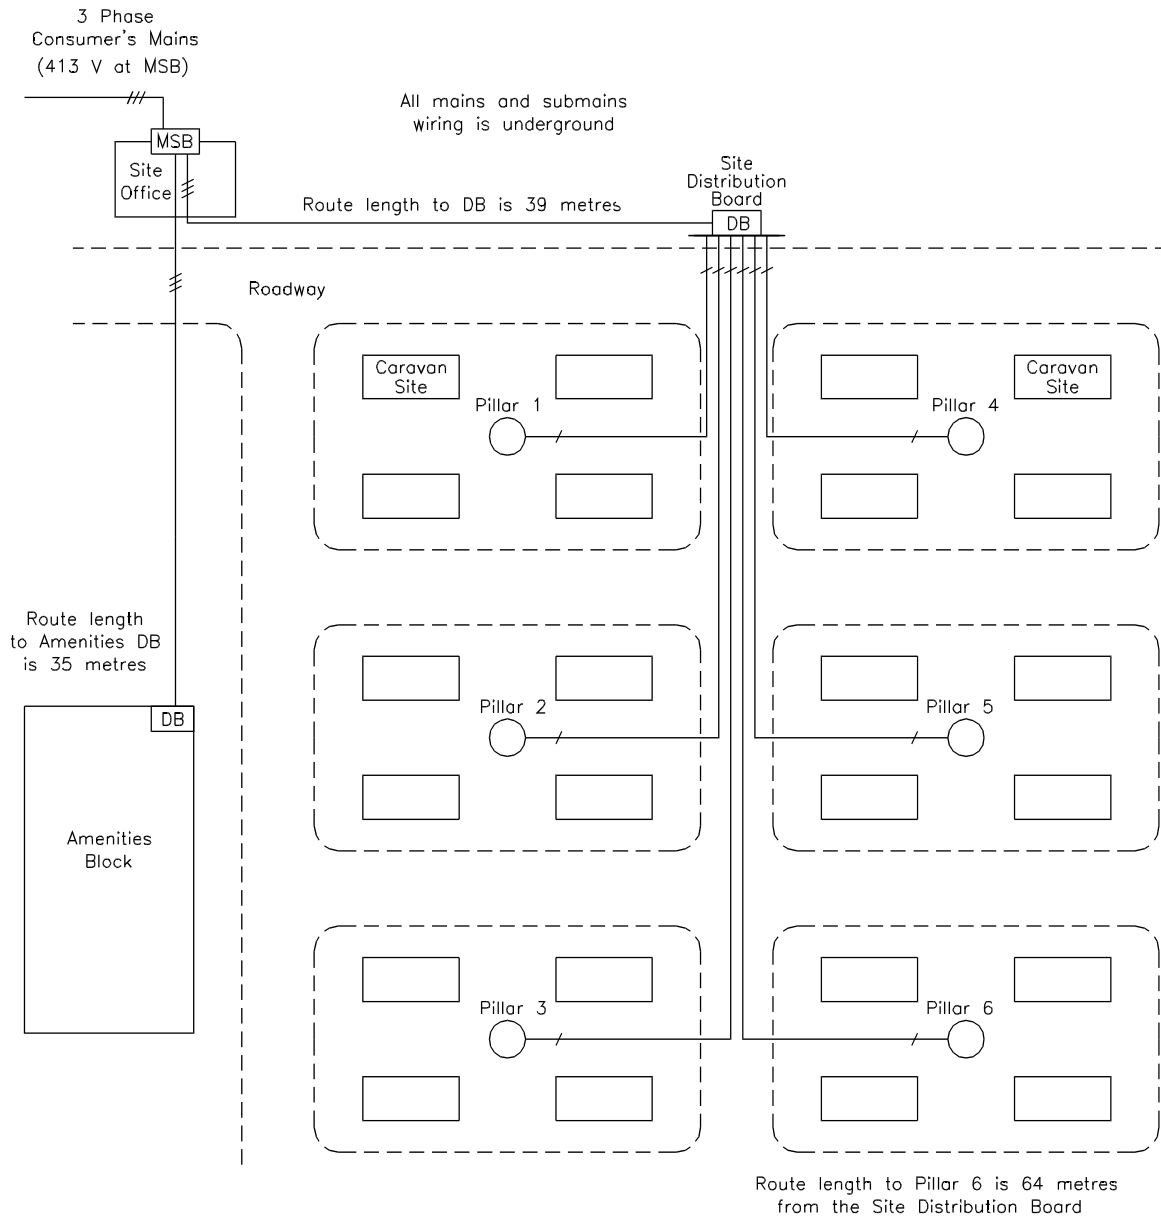 3 Phase
Consumer's Mains
(413 V at MSB)
All mains and submains
wiring is underground
MSB
Site
Office
Site
Distribution
Board
Route length to DB is 39 metres
DB
Roadway
Caravan
Site
Pillar 1
Caravan
Site
Pillar 4
Route length
to Amenities DB
is 35 metres
DB
Pillar 2
Pillar 5
Amenities
Block
Pillar 3
Pillar 6
Route length to Pillar 6 is 64 metres
from the Site Distribution Board